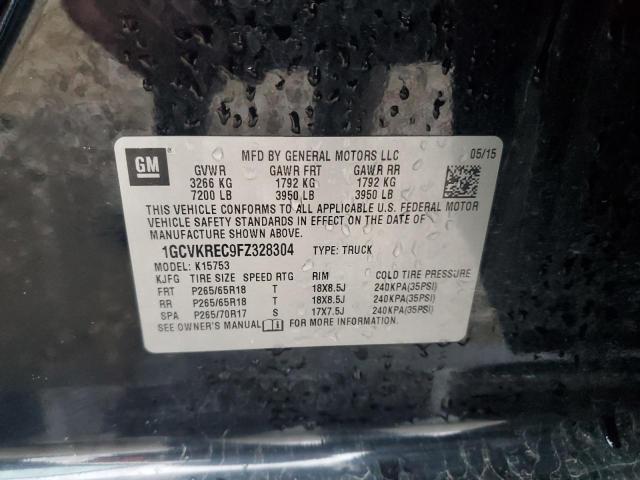 MFD BY GENERAL MOTORS LLC 05/15
GM
GVWR GAWR FRT GAWR RR
3266 KG 1792 KG 1792 KG
7200 LB 3950 LB 3950 LB
THIS VEHICLE CONFORMS TO ALL APPLICABLE U.S. FEDERAL MOTOR
VEHICLE SAFETY STANDARDS IN EFFECT ON THE DATE OF
MANUFACTURE SHOWN ABOVE.
1GCVKREC9FZ328304 TYPE: TRUCK
MODEL: K15753
KJFG TIRE SIZE SPEED RTG RIM COLD TIRE PRESSURE
FRT P265/65R18 T 18X8.5J 240KPA(35PSI)
RR P265/65R18 T 18X8.5J 240KPA(35PSI)
SPA P265/70R17 S 17X7.5J 240KPA(35PSI)
SEE OWNER'S MANUAL FOR MORE INFORMATION.